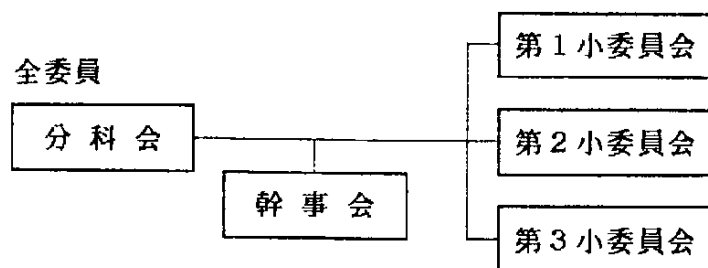 全委員
分科会
幹事会
第1小委員会
第2小委員会
第3小委員会